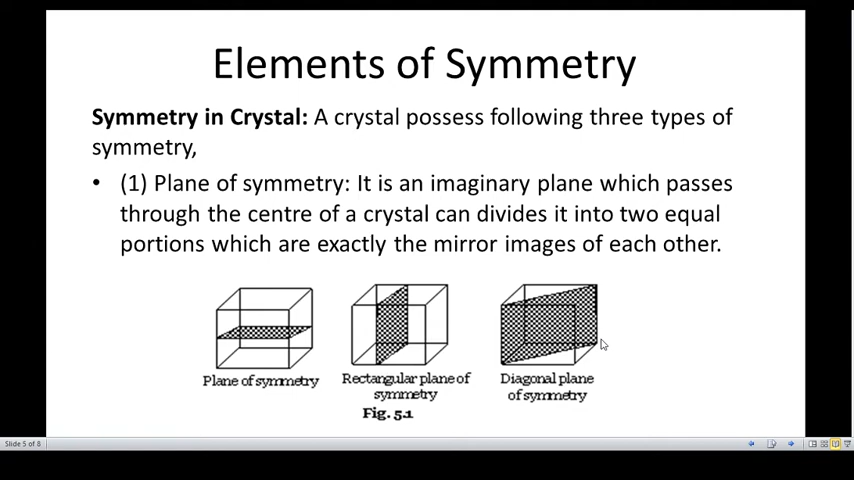 Elements of Symmetry
Symmetry in Crystal: A crystal possess following three types of
symmetry,
• (1) Plane of symmetry: It is an imaginary plane which passes
through the centre of a crystal can divides it into two equal
portions which are exactly the mirror images of each other.
Plane of symmetry
Rectangular plane of
symmetry
Diagonal plane
of symmetry
Fig. 5.1
Slide 5 of 8